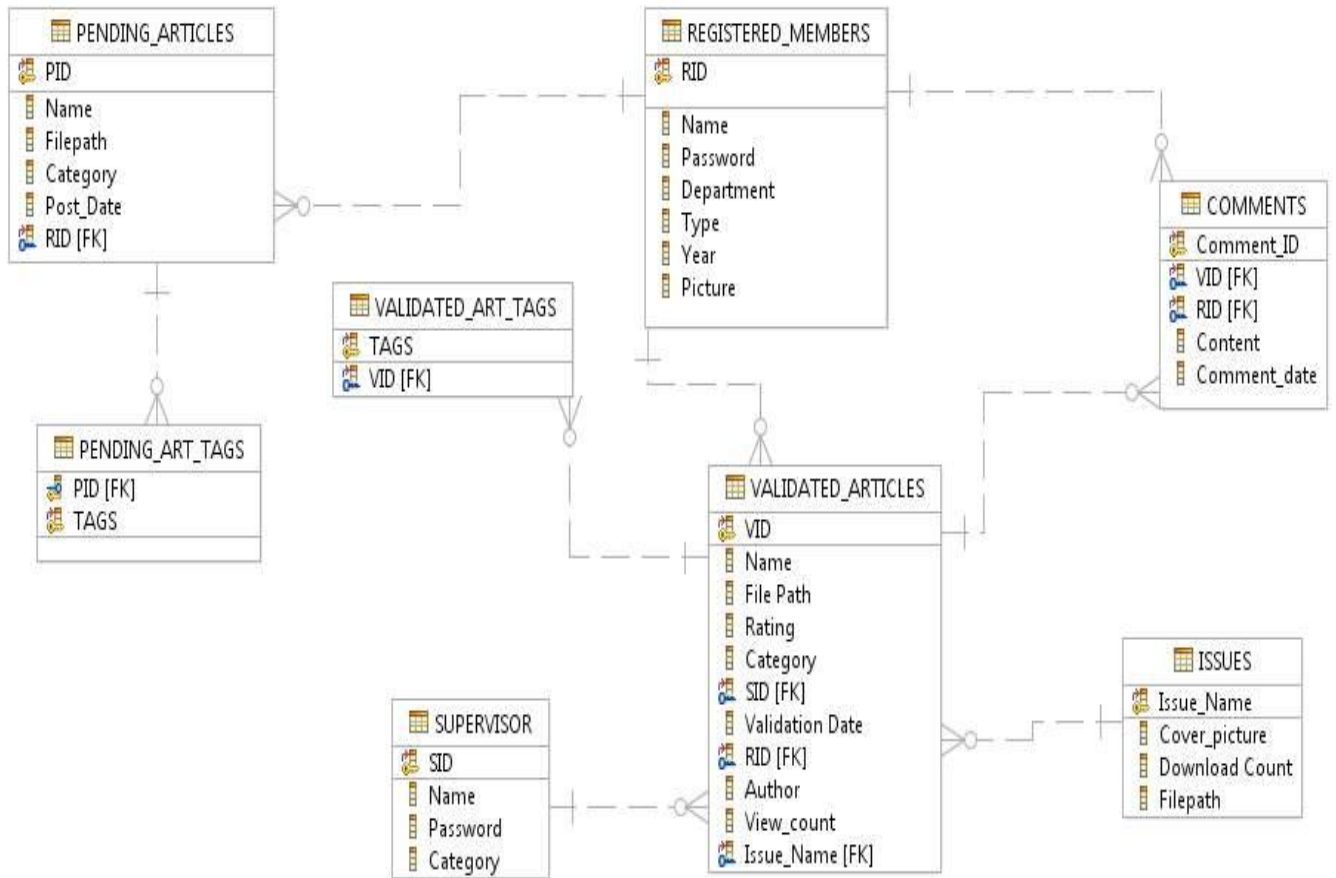 PENDING_ARTICLES
PID
Name
Filepath
Category
Post_Date
RID [FK]
REGISTERED_MEMBERS
RID
Name
Password
Department
Type
Year
Picture
COMMENTS
Comment_ID
VID [FK]
RID [FK]
Content
Comment_date
VALIDATED_ART_TAGS
TAGS
VID [FK]
PENDING_ART_TAGS
PID [FK]
TAGS
VALIDATED_ARTICLES
VID
Name
File Path
Rating
Category
SID [FK]
Validation Date
RID [FK]
Author
View_count
Issue_Name [FK]
SUPERVISOR
SID
Name
Password
Category
ISSUES
Issue_Name
Cover_picture
Download Count
Filepath